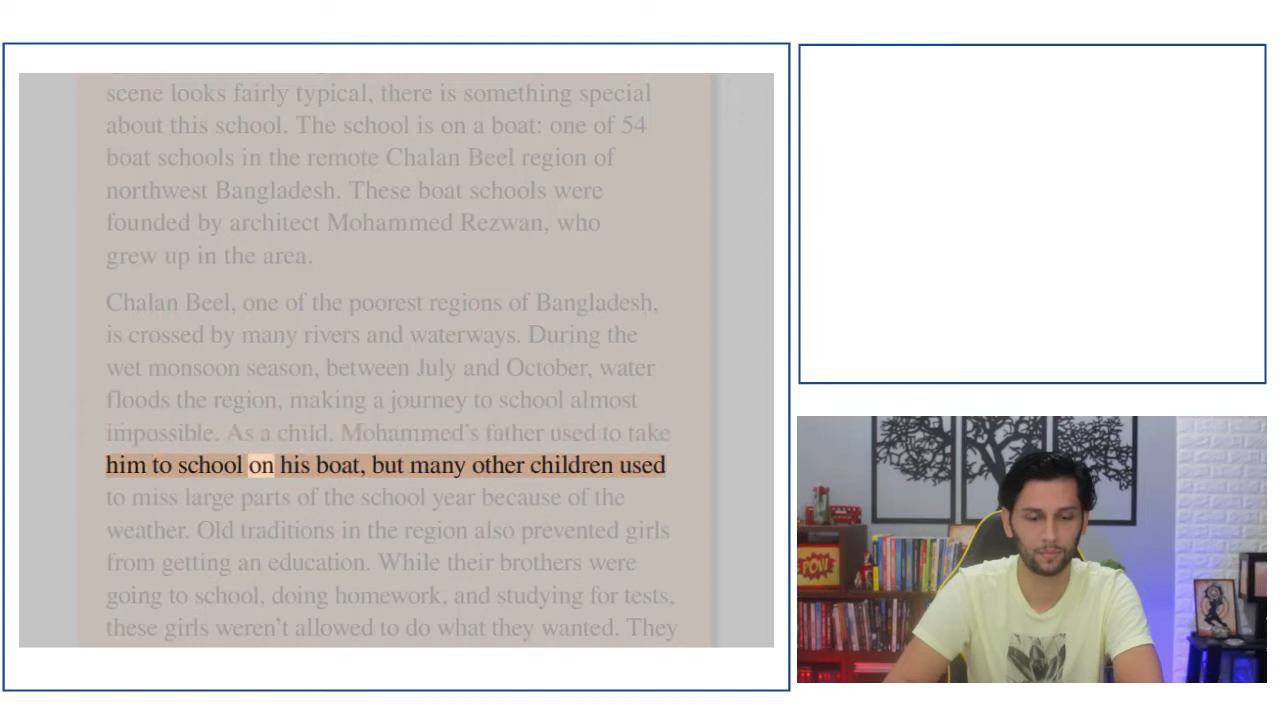 scene looks fairly typical, there is something special
about this school. The school is on a boat: one of 54
boat schools in the remote Chalan Beel region of
northwest Bangladesh. These boat schools were
founded by architect Mohammed Rezwan, who
grew up in the area.
Chalan Beel, one of the poorest regions of Bangladesh,
is crossed by many rivers and waterways. During the
wet monsoon season, between July and October, water
floods the region, making a journey to school almost
impossible. As a child, Mohammed's father used to take
him to school on his boat, but many other children used
to miss large parts of the school year because of the
weather. Old traditions in the region also prevented girls
from getting an education. While their brothers were
going to school, doing homework, and studying for tests,
these girls weren't allowed to do what they wanted. They
POW